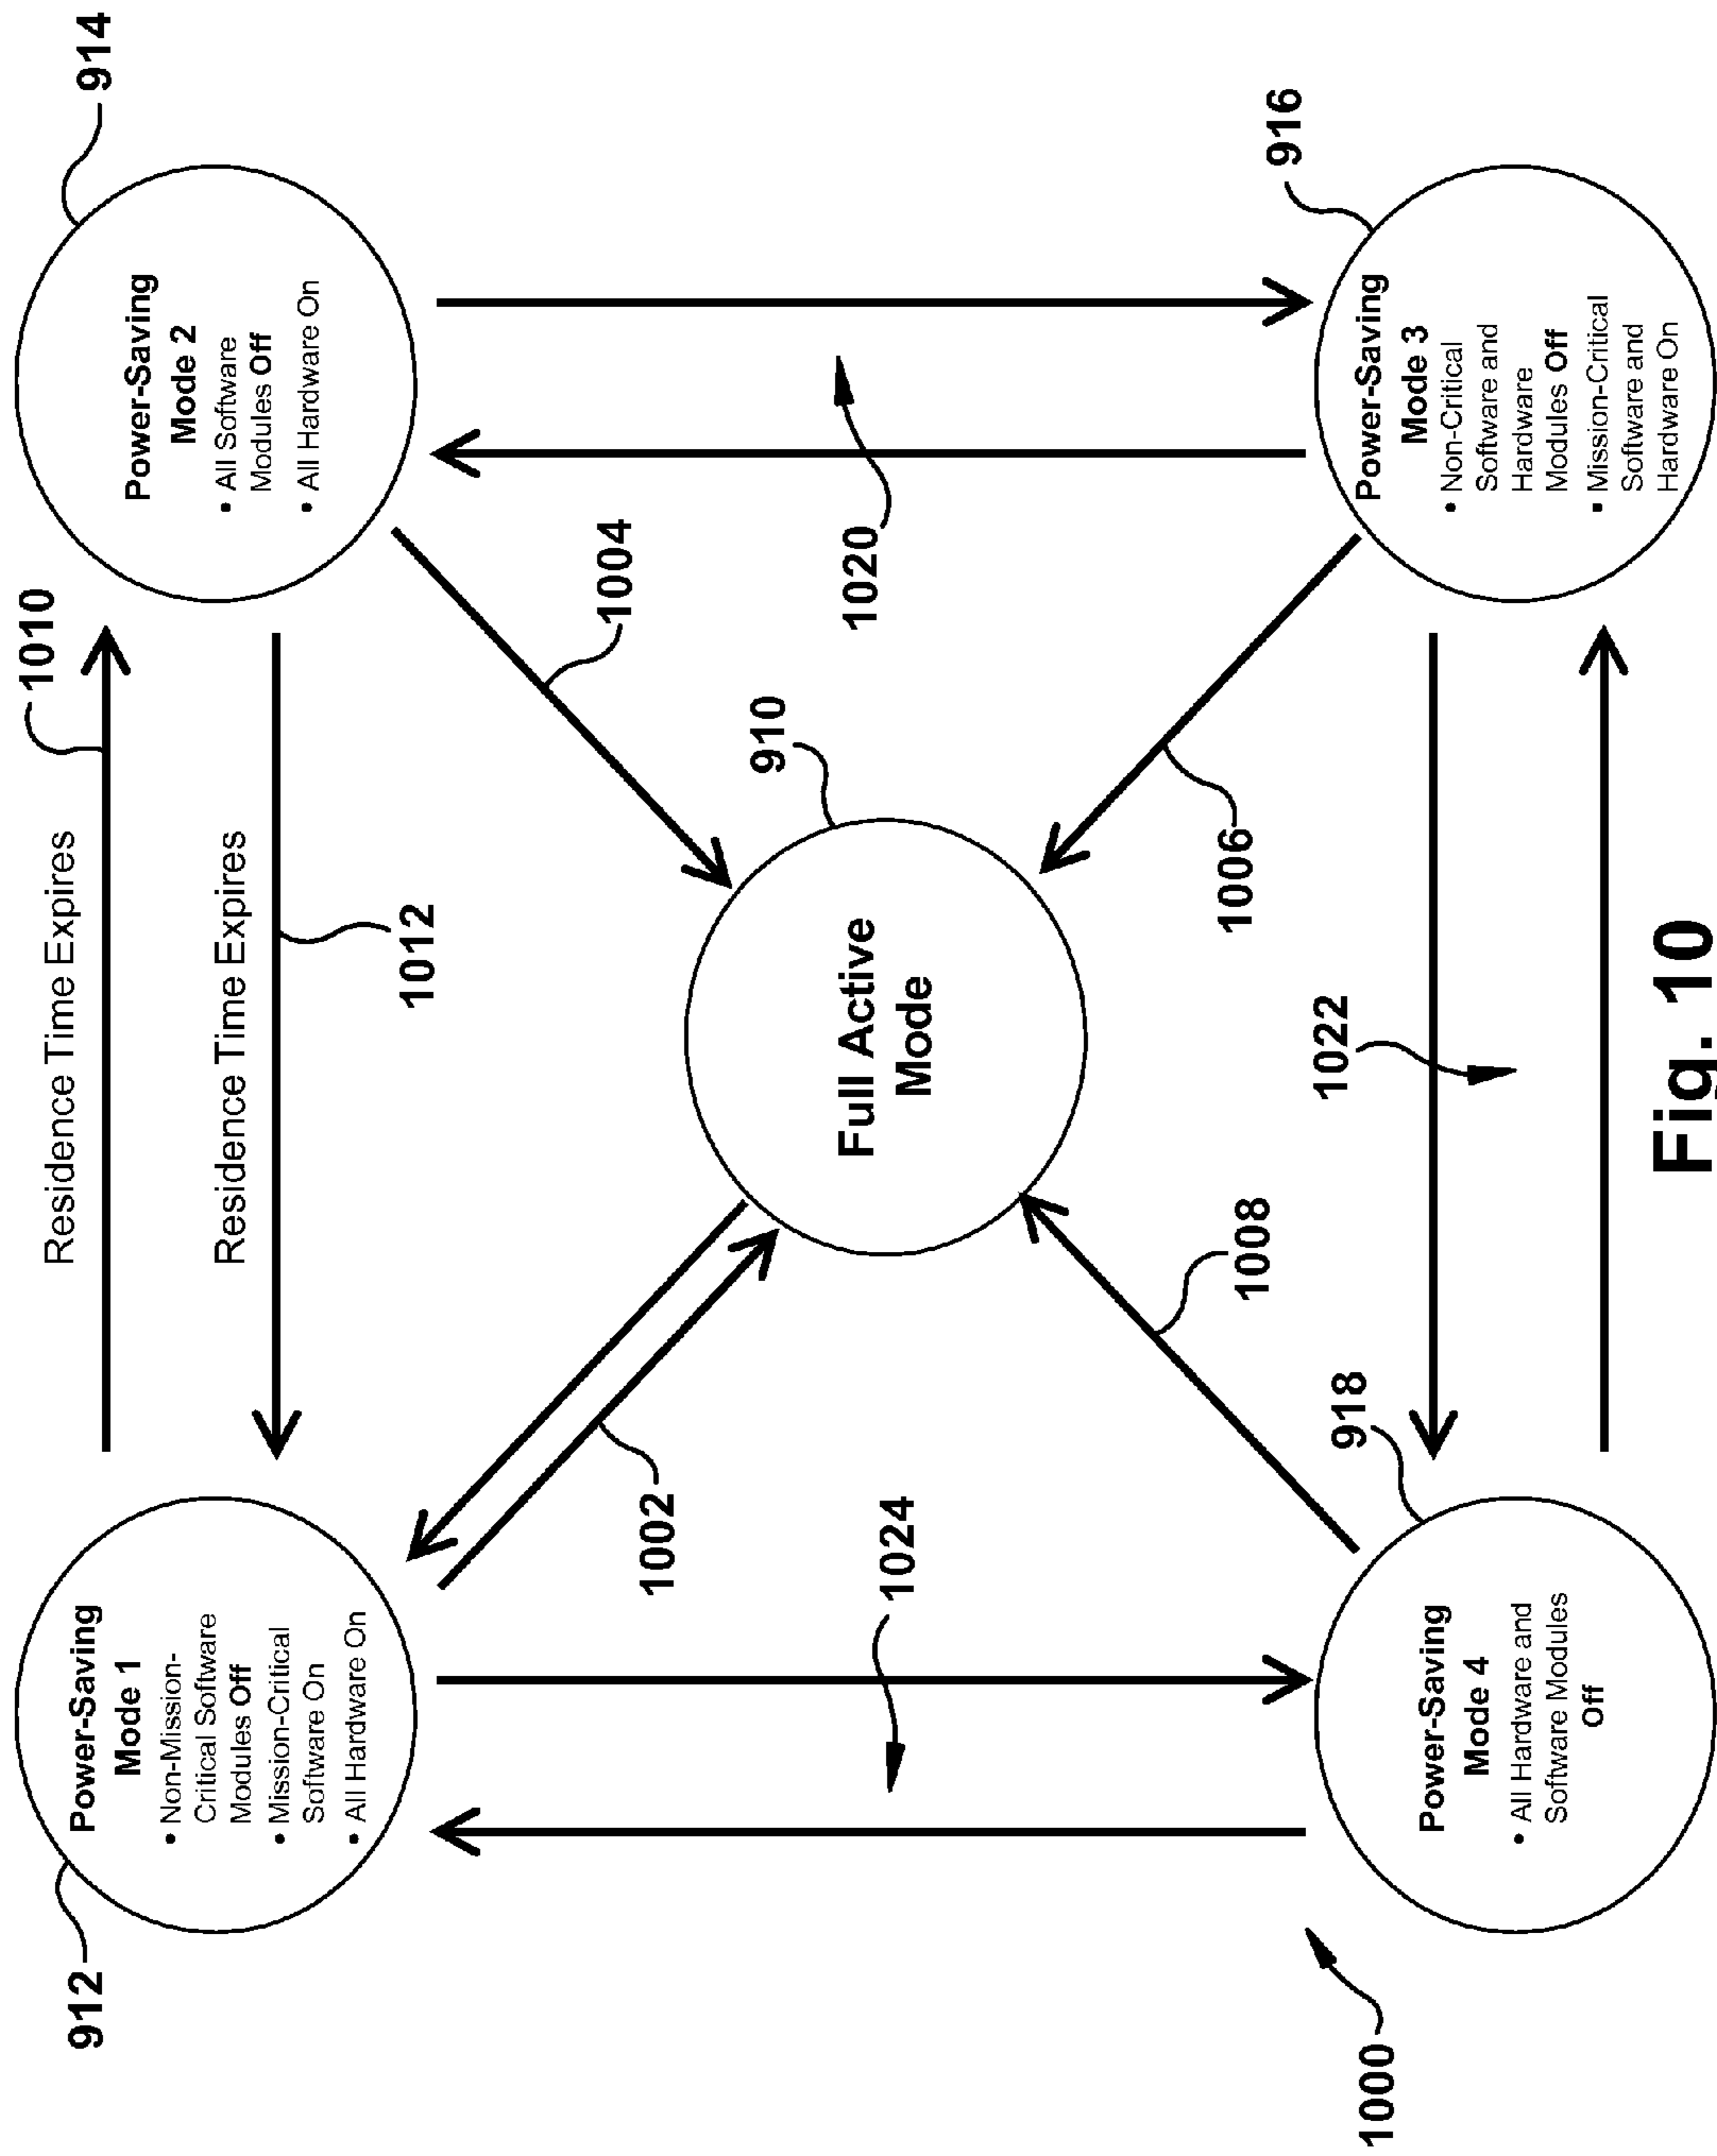 912
Power-Saving
Mode 1
• Non-Mission-
Critical Software
Modules Off
• Mission-Critical
Software On
• All Hardware On
Residence Time Expires
1010
Residence Time Expires
1012
914
Power-Saving
Mode 2
• All Software
Modules Off
• All Hardware On
1002
1004
910
Full Active
Mode
1024
1020
1008
1006
918
Power-Saving
Mode 4
• All Hardware and
Software Modules
Off
1022
916
Power-Saving
Mode 3
• Non-Critical
Software and
Hardware
Modules Off
• Mission-Critical
Software and
Hardware On
1000
Fig. 10